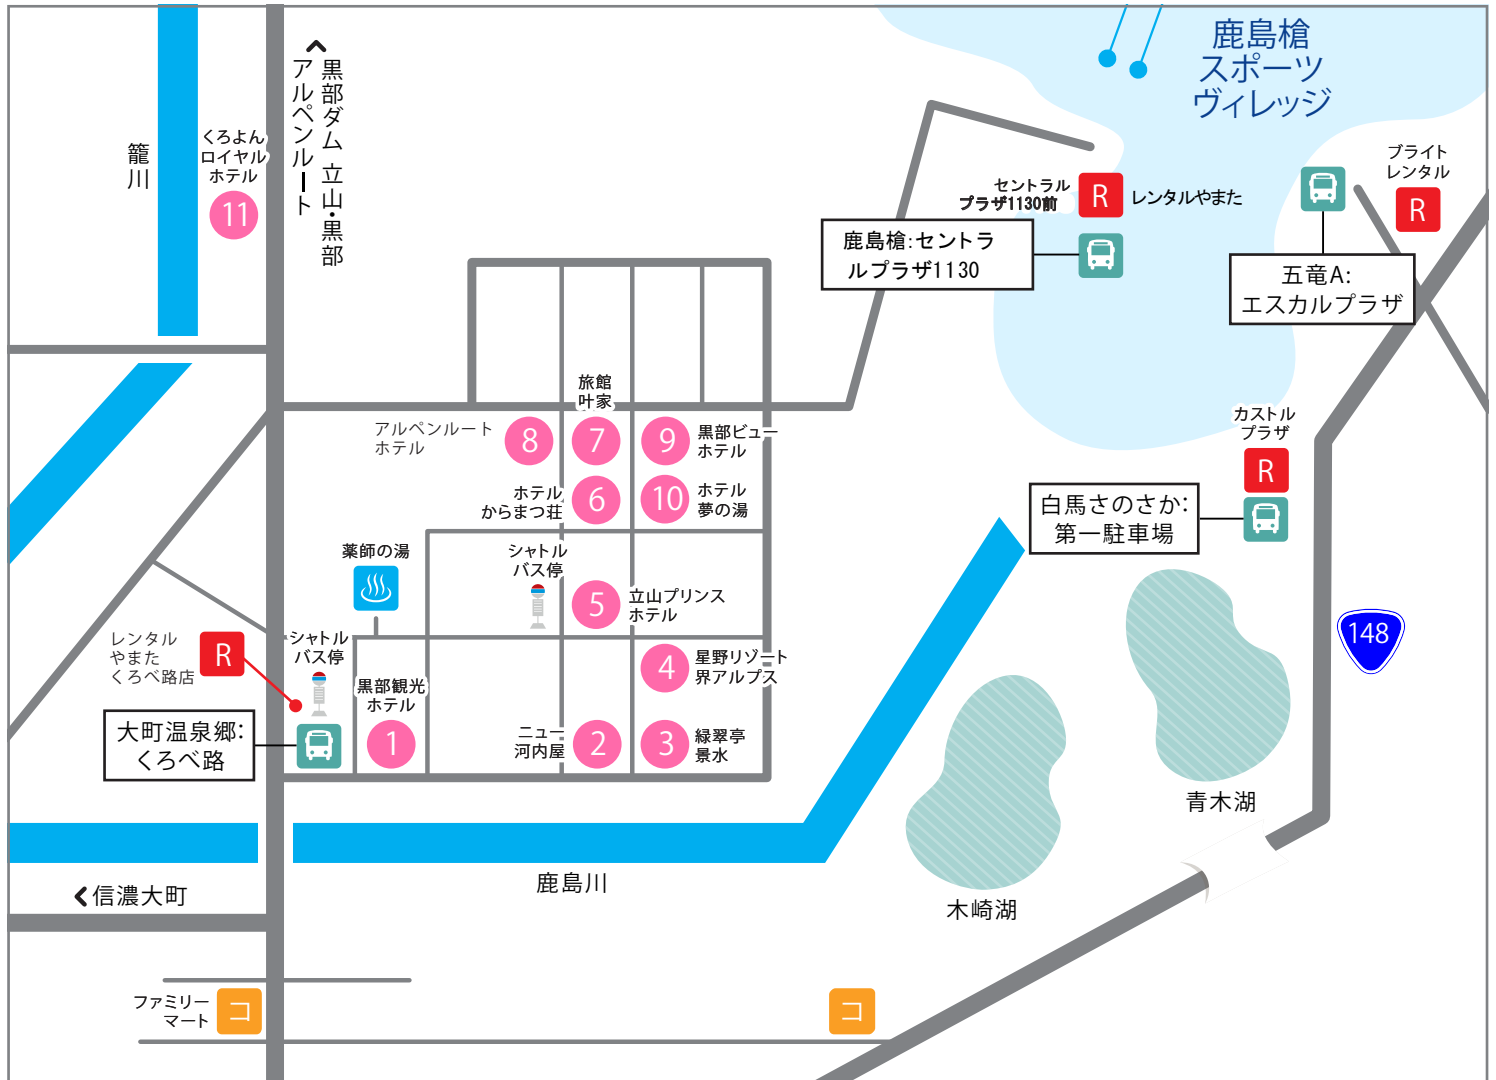 鹿島槍
スポーツ
ヴィレッジ
黒部ダム 立山・黒部
アルペンルート
籠川
くろよん
ロイヤル
ホテル
11
セントラル
プラザ1130前
R
レンタルやまた
鹿島槍:セントラ
ルプラザ1130
ブライト
レンタル
R
五竜A:
エスカルプラザ
旅館
叶家
アルペンルート
ホテル
8
7
9
黒部ビュー
ホテル
ホテル
からまつ荘
6
10
ホテル
夢の湯
カストル
プラザ
R
白馬さのさか:
第一駐車場
薬師の湯
シャトル
バス停
5
立山プリンス
ホテル
148
レンタル
やまた
くろべ路店
R
シャトル
バス停
4
星野リゾート
界アルプス
黒部観光
ホテル
1
大町温泉郷:
くろべ路
ニュー
河内屋
2
3
緑翠亭
景水
青木湖
鹿島川
木崎湖
信濃大町
ファミリー
マート
コ
コ